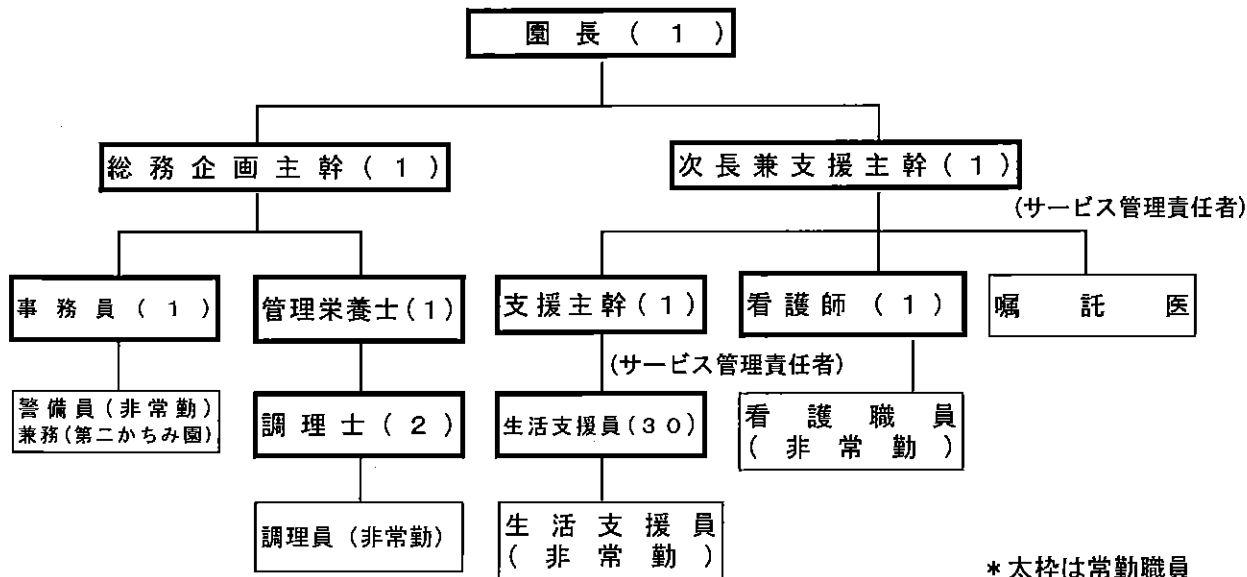 園長(1)
総務企画主幹(1)
次長兼支援主幹(1)
(サービス管理責任者)
事務員(1)
管理栄養士(1)
支援主幹(1)
看護師(1)
嘱託医
(サービス管理責任者)
警備員(非常勤)
兼務(第二かちみ園)
調理士(2)
生活支援員(30)
看護職員
(非常勤)
調理員(非常勤)
生活支援員
(非常勤)
*太枠は常勤職員